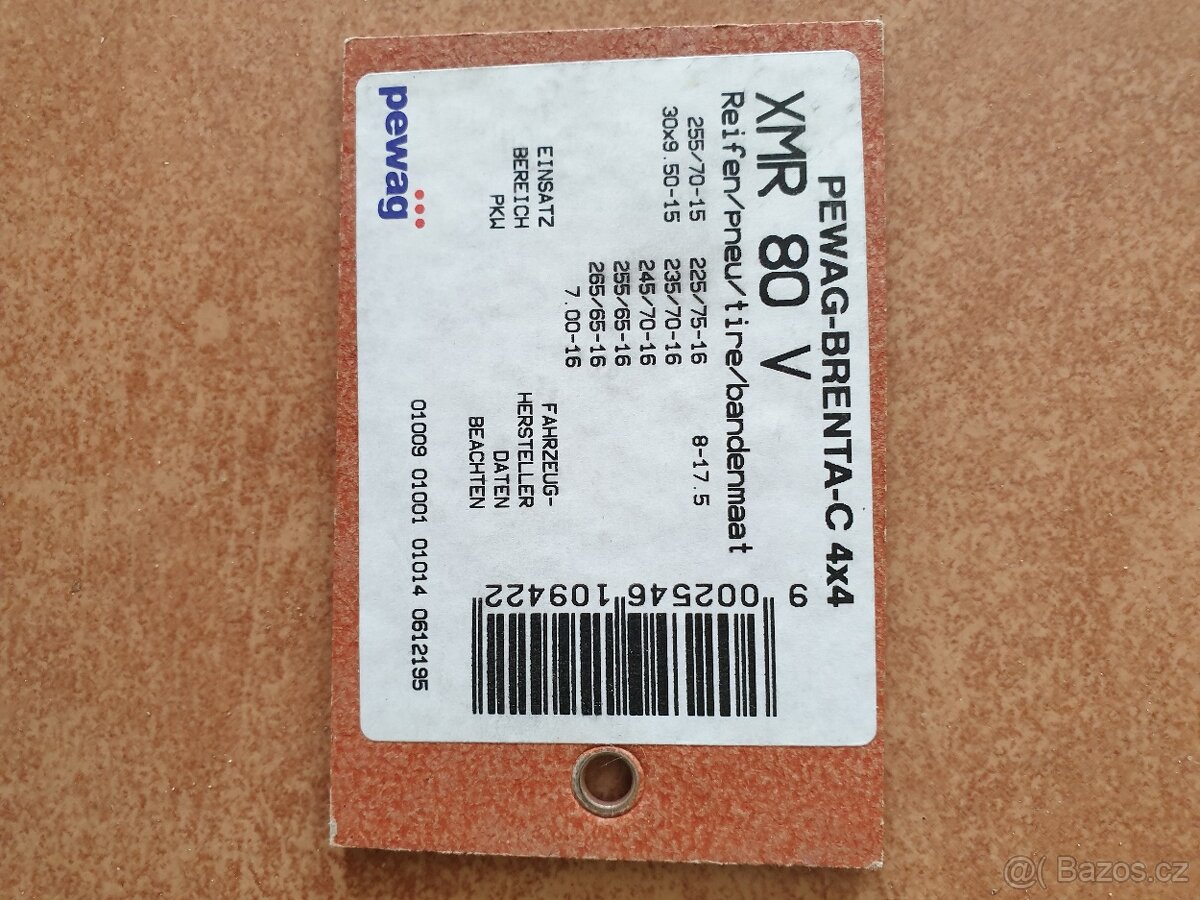 PEWAG-BRENTA-C 4x4
XMR 80 V
Reifen/pneu/tire/bandenmaat
255/70-15 225/75-16 8-17.5
30x9.50-15 235/70-16
245/70-16
255/65-16
265/65-16
7.00-16
EINSATZ FAHRZEUG-
BEREICH HERSTELLER
PKW DATEN
BEACHTEN
01009 01001 01014 0612195
pewag
9 002546 109422
@( Bazos.cz